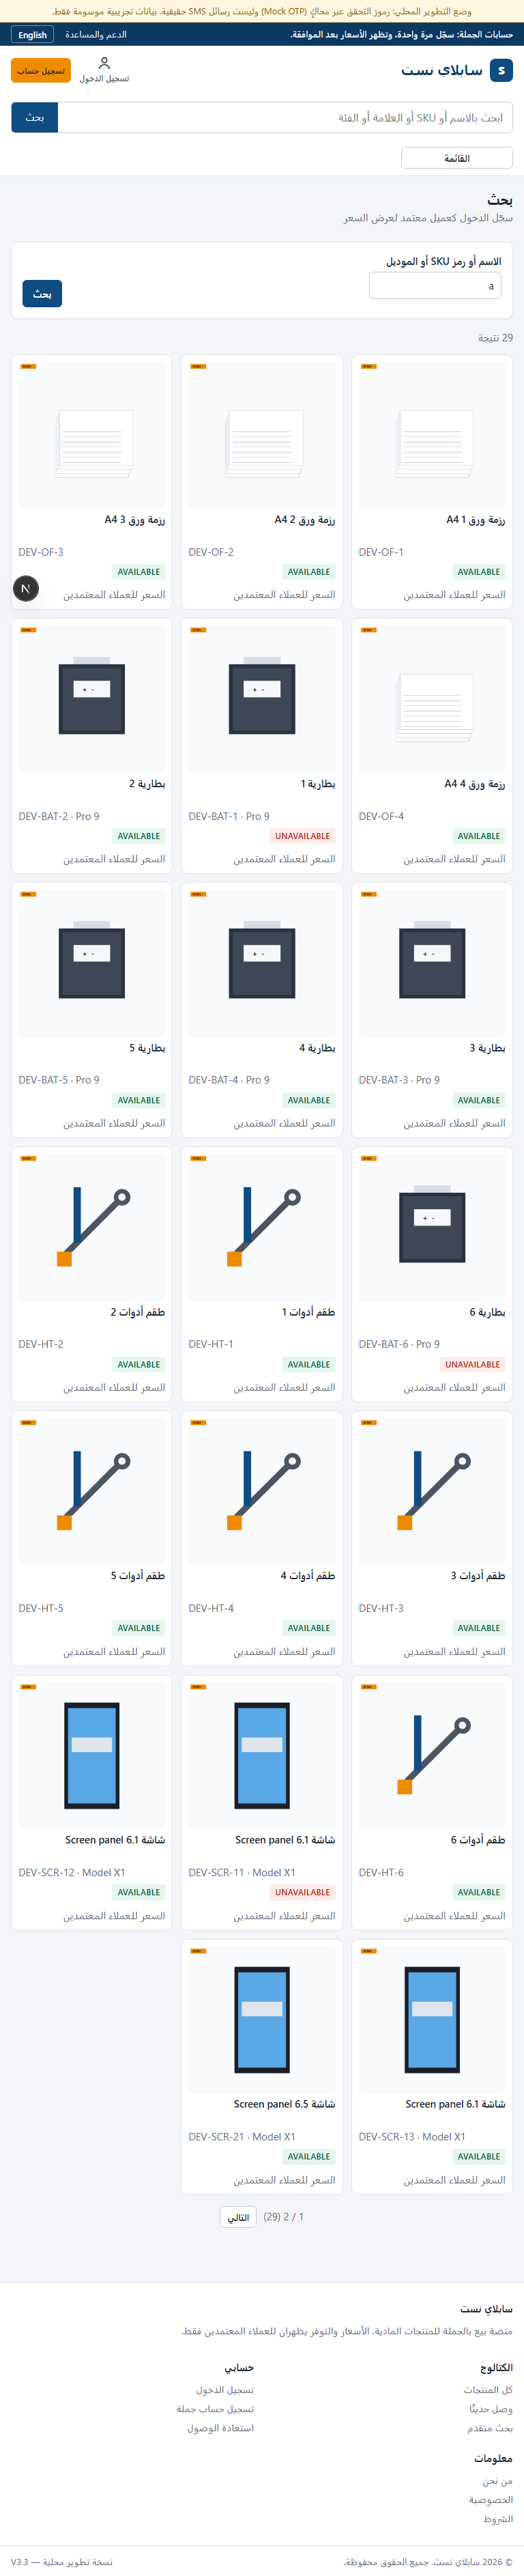 وضع التطوير المحلي: رموز التحقق عبر محاكٍ (Mock OTP) وليست رسائل SMS حقيقية. بيانات تجريبية موسومة فقط.
حسابات الجملة: سجّل مرة واحدة، وتظهر الأسعار بعد الموافقة.
الدعم والمساعدة
English
S
سابلاي نست
تسجيل الدخول
تسجيل حساب
ابحث بالاسم أو SKU أو العلامة أو الفئة
بحث
القائمة
بحث
سجّل الدخول كعميل معتمد لعرض السعر
الاسم أو رمز SKU أو الموديل
a
بحث
29 نتيجة
رزمة ورق A4 1
DEV-OF-1
AVAILABLE
السعر للعملاء المعتمدين
رزمة ورق A4 2
DEV-OF-2
AVAILABLE
السعر للعملاء المعتمدين
رزمة ورق A4 3
DEV-OF-3
AVAILABLE
السعر للعملاء المعتمدين
N
رزمة ورق A4 4
DEV-OF-4
AVAILABLE
السعر للعملاء المعتمدين
+ -
بطارية 1
DEV-BAT-1 · Pro 9
UNAVAILABLE
السعر للعملاء المعتمدين
+ -
بطارية 2
DEV-BAT-2 · Pro 9
AVAILABLE
السعر للعملاء المعتمدين
+ -
بطارية 3
DEV-BAT-3 · Pro 9
AVAILABLE
السعر للعملاء المعتمدين
+ -
بطارية 4
DEV-BAT-4 · Pro 9
AVAILABLE
السعر للعملاء المعتمدين
+ -
بطارية 5
DEV-BAT-5 · Pro 9
AVAILABLE
السعر للعملاء المعتمدين
+ -
بطارية 6
DEV-BAT-6 · Pro 9
UNAVAILABLE
السعر للعملاء المعتمدين
طقم أدوات 1
DEV-HT-1
AVAILABLE
السعر للعملاء المعتمدين
طقم أدوات 2
DEV-HT-2
AVAILABLE
السعر للعملاء المعتمدين
طقم أدوات 3
DEV-HT-3
AVAILABLE
السعر للعملاء المعتمدين
طقم أدوات 4
DEV-HT-4
AVAILABLE
السعر للعملاء المعتمدين
طقم أدوات 5
DEV-HT-5
AVAILABLE
السعر للعملاء المعتمدين
طقم أدوات 6
DEV-HT-6
AVAILABLE
السعر للعملاء المعتمدين
شاشة Screen panel 6.1
DEV-SCR-11 · Model X1
UNAVAILABLE
السعر للعملاء المعتمدين
شاشة Screen panel 6.1
DEV-SCR-12 · Model X1
AVAILABLE
السعر للعملاء المعتمدين
شاشة Screen panel 6.1
DEV-SCR-13 · Model X1
AVAILABLE
السعر للعملاء المعتمدين
شاشة Screen panel 6.5
DEV-SCR-21 · Model X1
AVAILABLE
السعر للعملاء المعتمدين
1 / 2 (29)
التالي
سابلاي نست
منصة بيع بالجملة للمنتجات المادية. الأسعار والتوفر يظهران للعملاء المعتمدين فقط.
الكتالوج
كل المنتجات
وصل حديثًا
بحث متقدم
حسابي
تسجيل الدخول
تسجيل حساب جملة
استعادة الوصول
معلومات
من نحن
الخصوصية
الشروط
© 2026 سابلاي نست. جميع الحقوق محفوظة.
نسخة تطوير محلية — V3.3